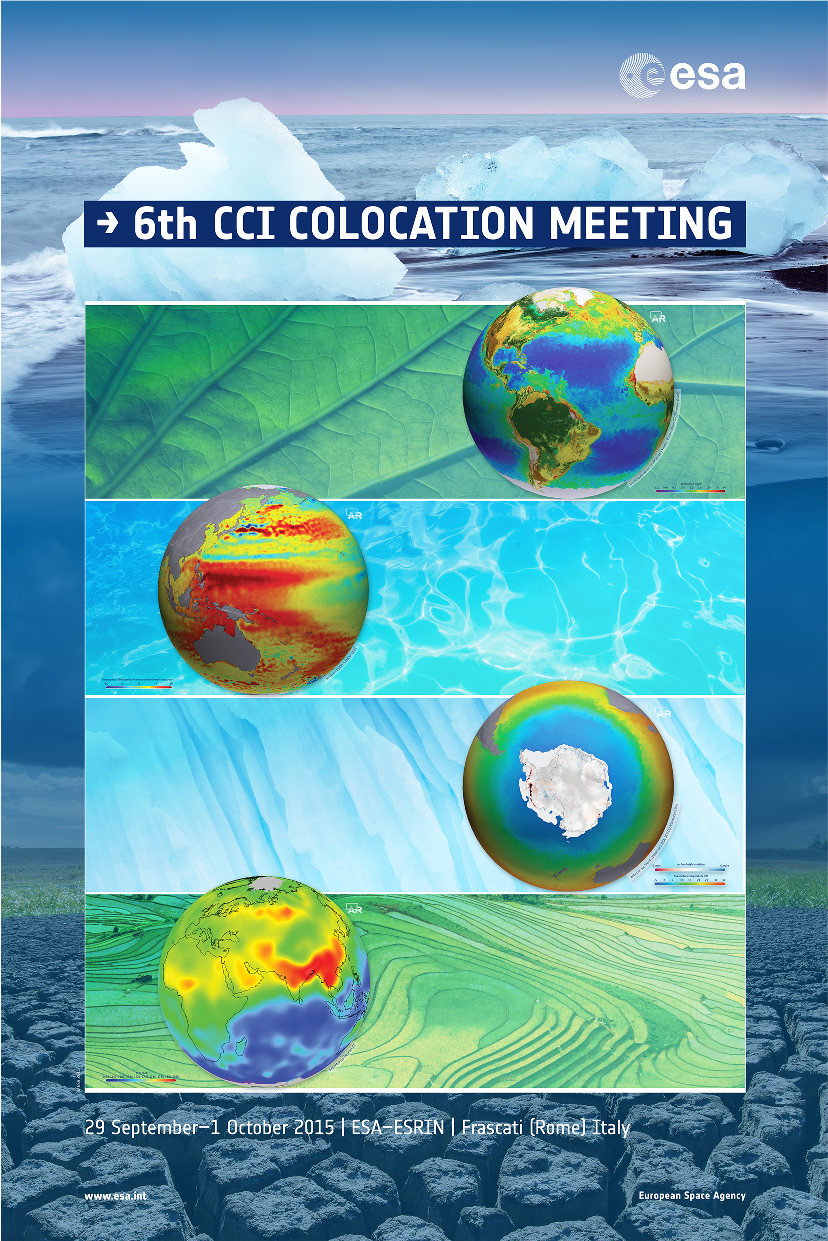 esa
→ 6th CCI COLOCATION MEETING
AR
AR
AR
AR
29 September–1 October 2015 | ESA–ESRIN | Frascati (Rome) Italy
www.esa.int
European Space Agency